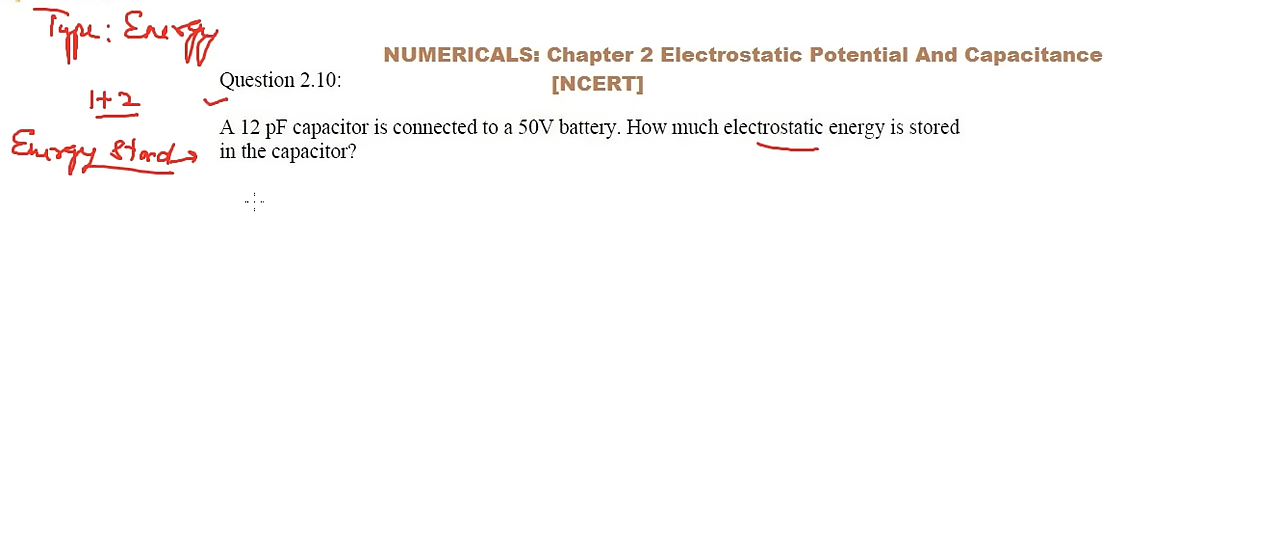 Type: Energy
NUMERICALS: Chapter 2 Electrostatic Potential And Capacitance
[NCERT]
Question 2.10:
1+2
A 12 pF capacitor is connected to a 50V battery. How much electrostatic energy is stored
in the capacitor?
Energy Stord